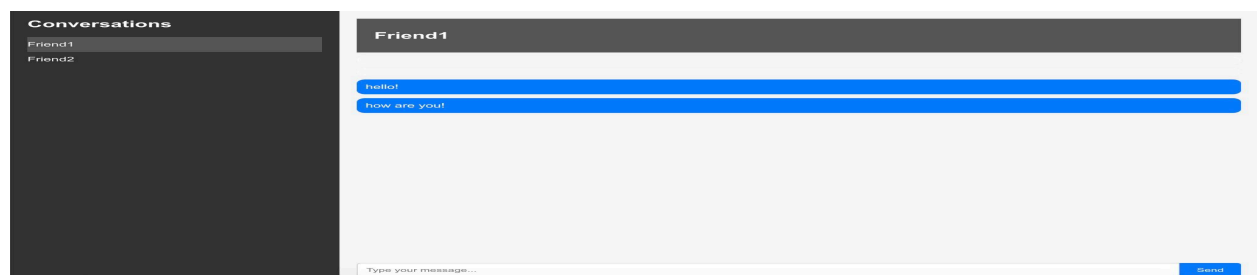 Conversations
Friend1
Friend2
Friend1
hello!
how are you!
Type your message...
Send